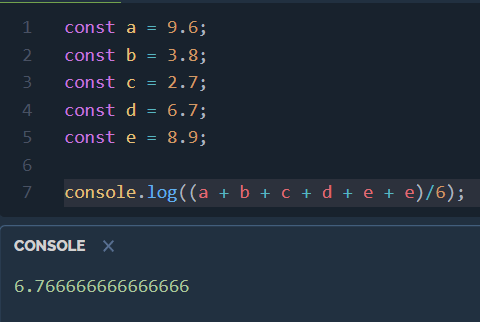 1 const a = 9.6;
2 const b = 3.8;
3 const c = 2.7;
4 const d = 6.7;
5 const e = 8.9;
6
7 console.log((a + b + c + d + e + e)/6);
CONSOLE ×
6.766666666666666